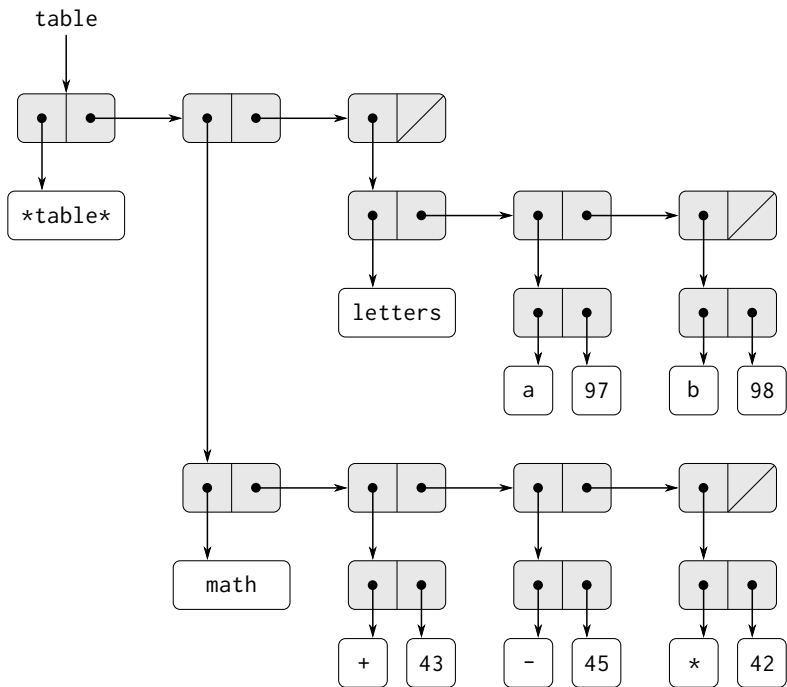 table
*table*
letters
a 97 b 98
math
+ 43 - 45 * 42